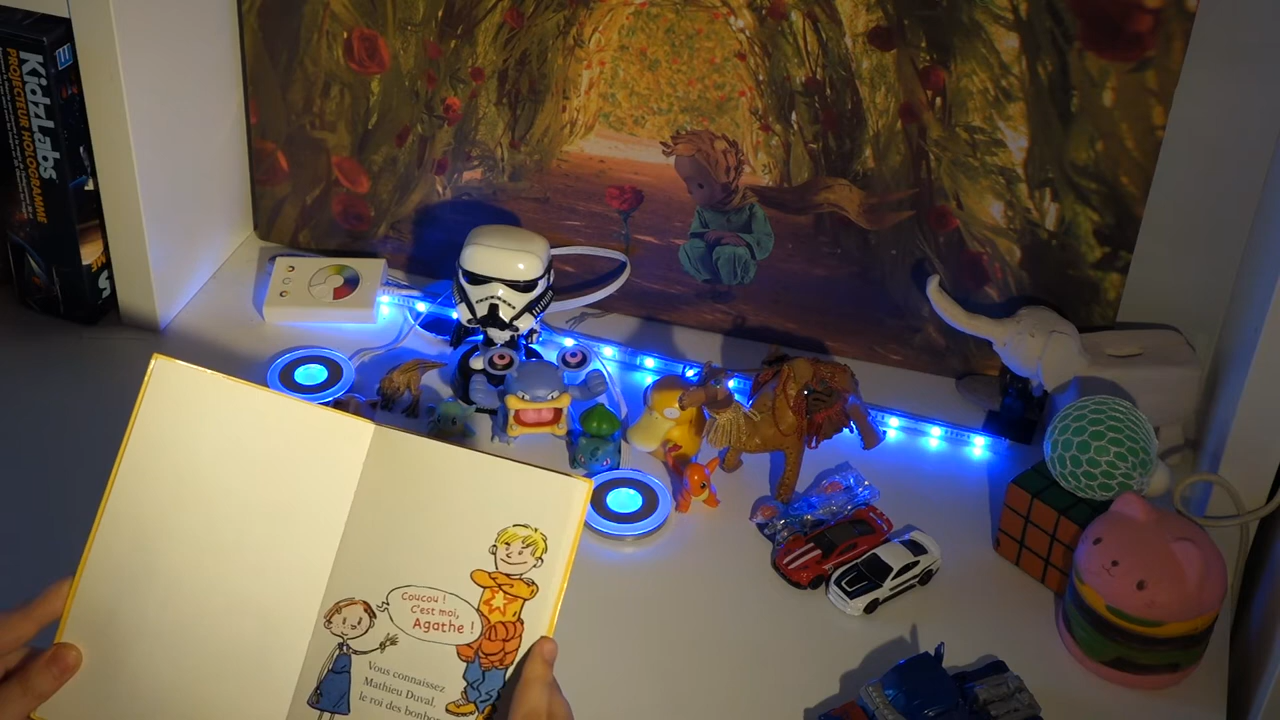 KidzLabs
PROJECTEUR HOLOGRAMME
Coucou !
C'est moi,
Agathe !
Vous connaissez
Mathieu Duval,
le roi des